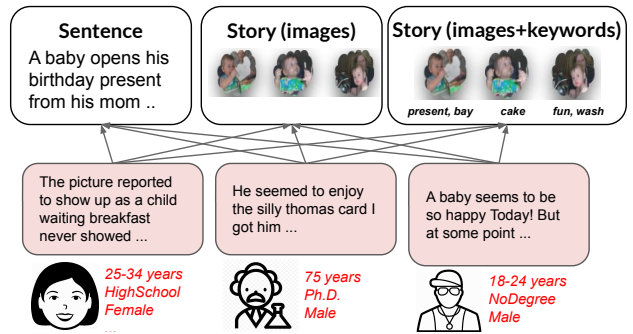 Sentence
A baby opens his
birthday present
from his mom ..
Story (images)
Story (images+keywords)
present, bay
cake
fun, wash
The picture reported
to show up as a child
waiting breakfast
never showed ...
He seemed to enjoy
the silly thomas card I
got him ...
A baby seems to be
so happy Today! But
at some point ...
25-34 years
HighSchool
Female
...
75 years
Ph.D.
Male
18-24 years
NoDegree
Male